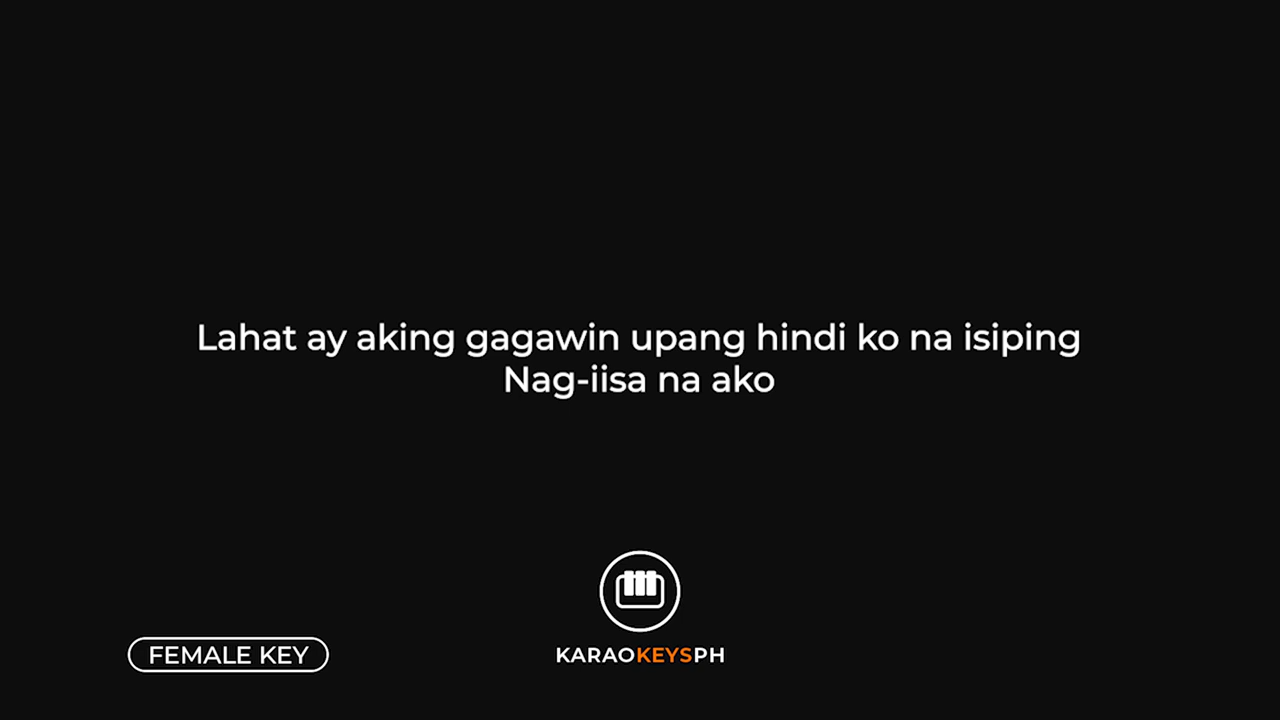 Lahat ay aking gagawin upang hindi ko na isiping
Nag-iisa na ako
FEMALE KEY
KARAOKEYSPH